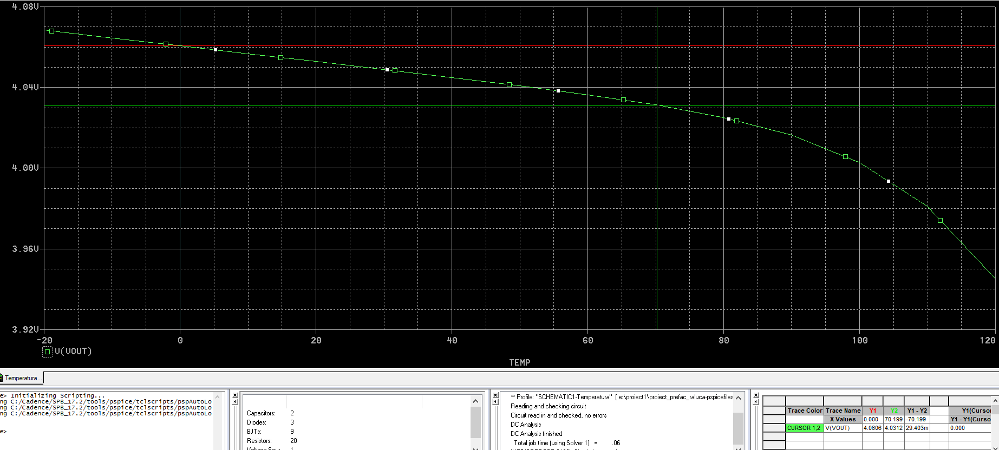 4.08V
4.04V
4.00V
3.96V
3.92V
-20 0 20 40 60 80 100 120
V(VOUT)
TEMP
Temperatura...
e> Initializing Scripting...
ng C:/Cadence/SPB_17.2/tools/pspice/tclscripts/pspAutoLo
ng C:/Cadence/SPB_17.2/tools/pspice/tclscripts/pspAutoLo
ng C:/Cadence/SPB_17.2/tools/pspice/tclscripts/pspAutoLo
e>
Capacitors: 2
Diodes: 3
BJTs: 9
Resistors: 20
** Profile: "SCHEMATIC1-Temperatura" [ e:\proiect1\proiect_prefac_raluca-pspicefiles
Reading and checking circuit
Circuit read in and checked, no errors
DC Analysis
DC Analysis finished
Total job time (using Solver 1) = .06
Trace Color Trace Name Y1 Y2 Y1 - Y2 Y1(Cursor
X Values 0.000 70.199 -70.199 Y1 - Y1(Curso
CURSOR 1,2 V(VOUT) 4.0606 4.0312 29.403m 0.000